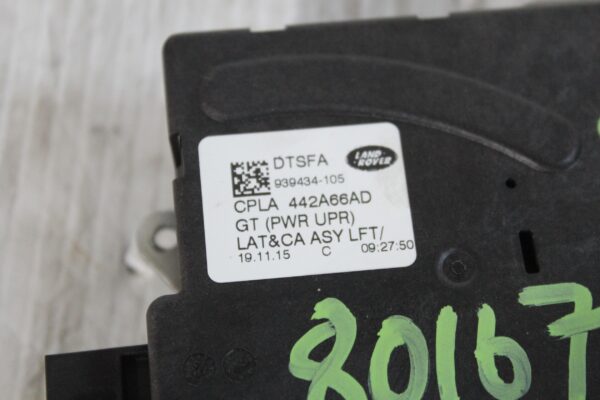 DTSFA
LAND
ROVER
939434-105
CPLA 442A66AD
GT (PWR UPR)
LAT&CA ASY LFT/
19.11.15 C 09:27:50
80167